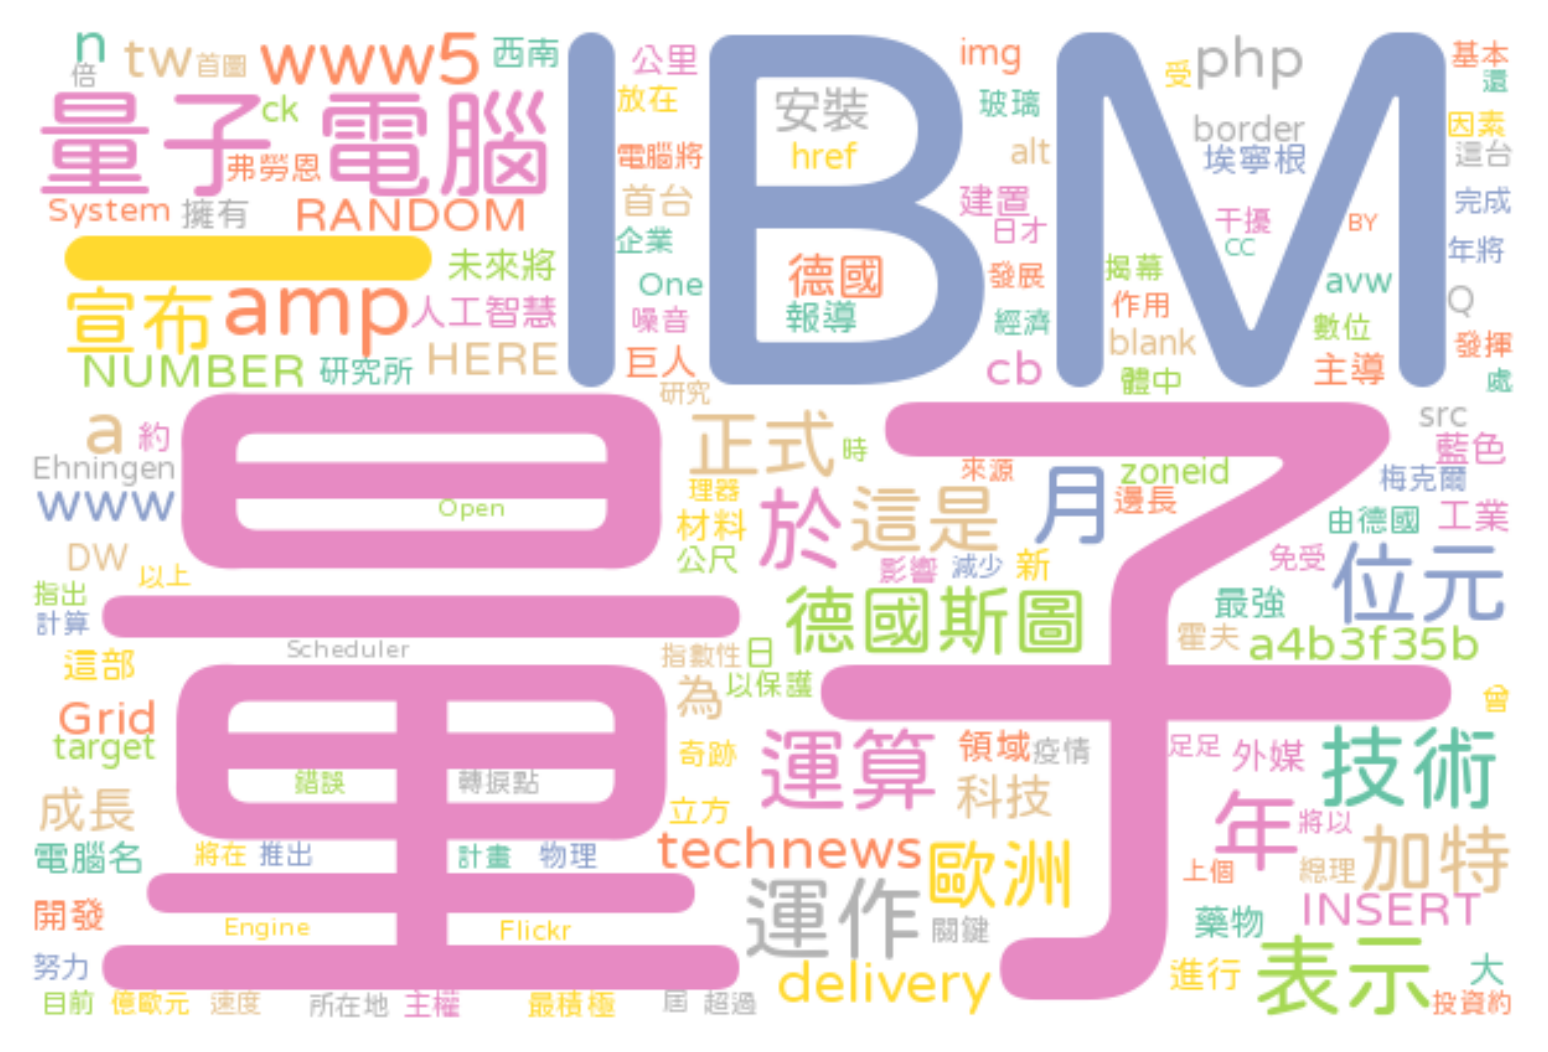 n
倍
tw
首圖
www5
西南
IBM
公里
放在
安裝
href
img
玻璃
alt
受
php
border
埃寧根
基本
還
因素
這台
量子電腦
ck
弗勞恩
電腦將
首台
建置
日才
干擾
CC
BY
完成
System
擁有
RANDOM
企業
年將
一
未來將
One
德國
報導
發展
揭幕
作用
avw
Q
宣布
amp
人工智慧
噪音
經濟
blank
數位
發揮
NUMBER
研究所
HERE
巨人
cb
體中
主導
處
研究
量子
a
約
Ehningen
www
Open
正式
時
理器
材料
公尺
於
這是
來源
月
zoneid
邊長
src
藍色
梅克爾
由德國
工業
DW
以上
指出
計算
影響
減少
新
免受
位元
最強
德國斯圖
霍夫
a4b3f35b
Scheduler
這部
指數性
日
為
以保護
曾
Grid
target
奇跡
運算
領域
疫情
足足
外媒
技術
錯誤
轉捩點
立方
科技
成長
年
將以
電腦名
將在
推出
計畫
物理
technews
歐洲
上個
總理
加特
開發
Engine
Flickr
運作
關鍵
藥物
INSERT
努力
delivery
進行
表示
大
目前
億歐元
速度
所在地
主權
最積極
屆
超過
投資約